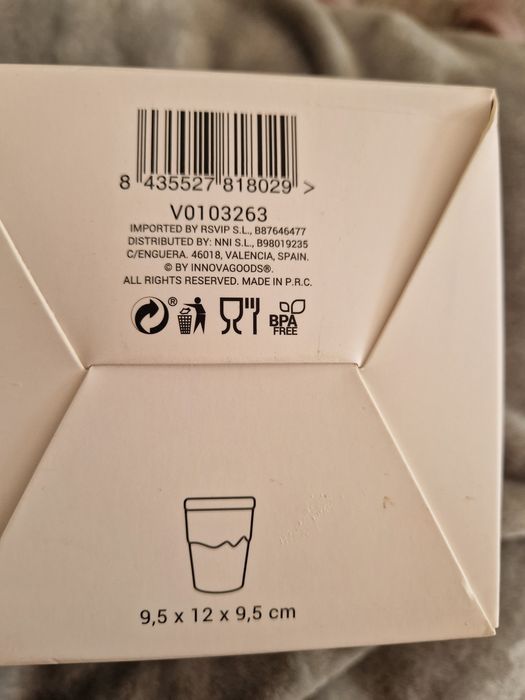 8 435527 818029 >
V0103263
IMPORTED BY RSVIP S.L., B87646477
DISTRIBUTED BY: NNI S.L., B98019235
C/ENGUERA. 46018, VALENCIA, SPAIN.
© BY INNOVAGOODS®.
ALL RIGHTS RESERVED. MADE IN P.R.C.
®
BPA
FREE
9,5 x 12 x 9,5 cm